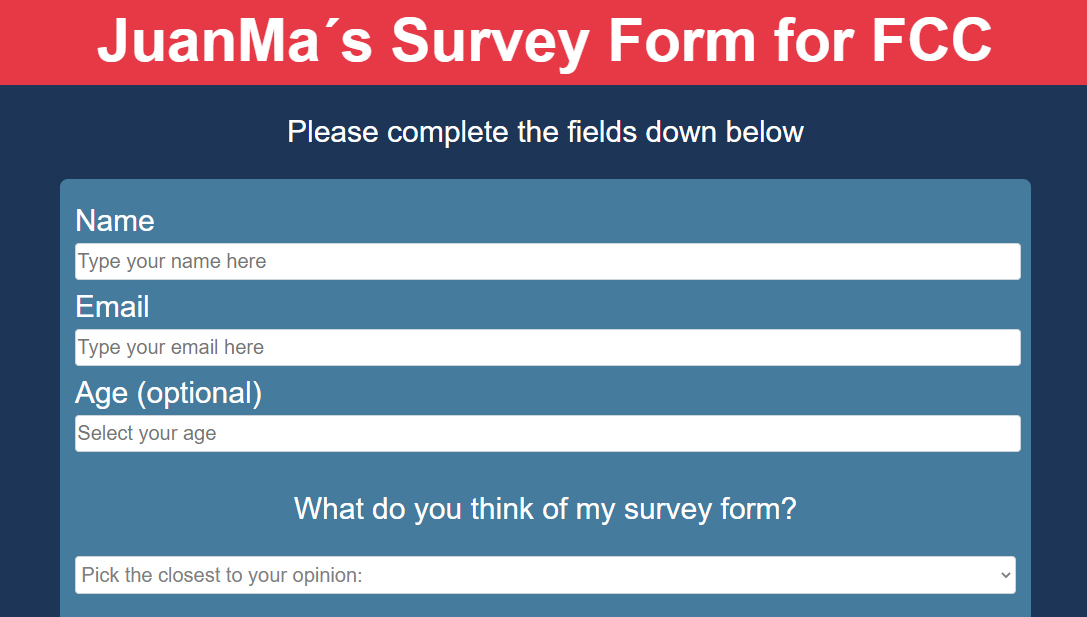 JuanMa´s Survey Form for FCC
Please complete the fields down below
Name
Type your name here
Email
Type your email here
Age (optional)
Select your age
What do you think of my survey form?
Pick the closest to your opinion: